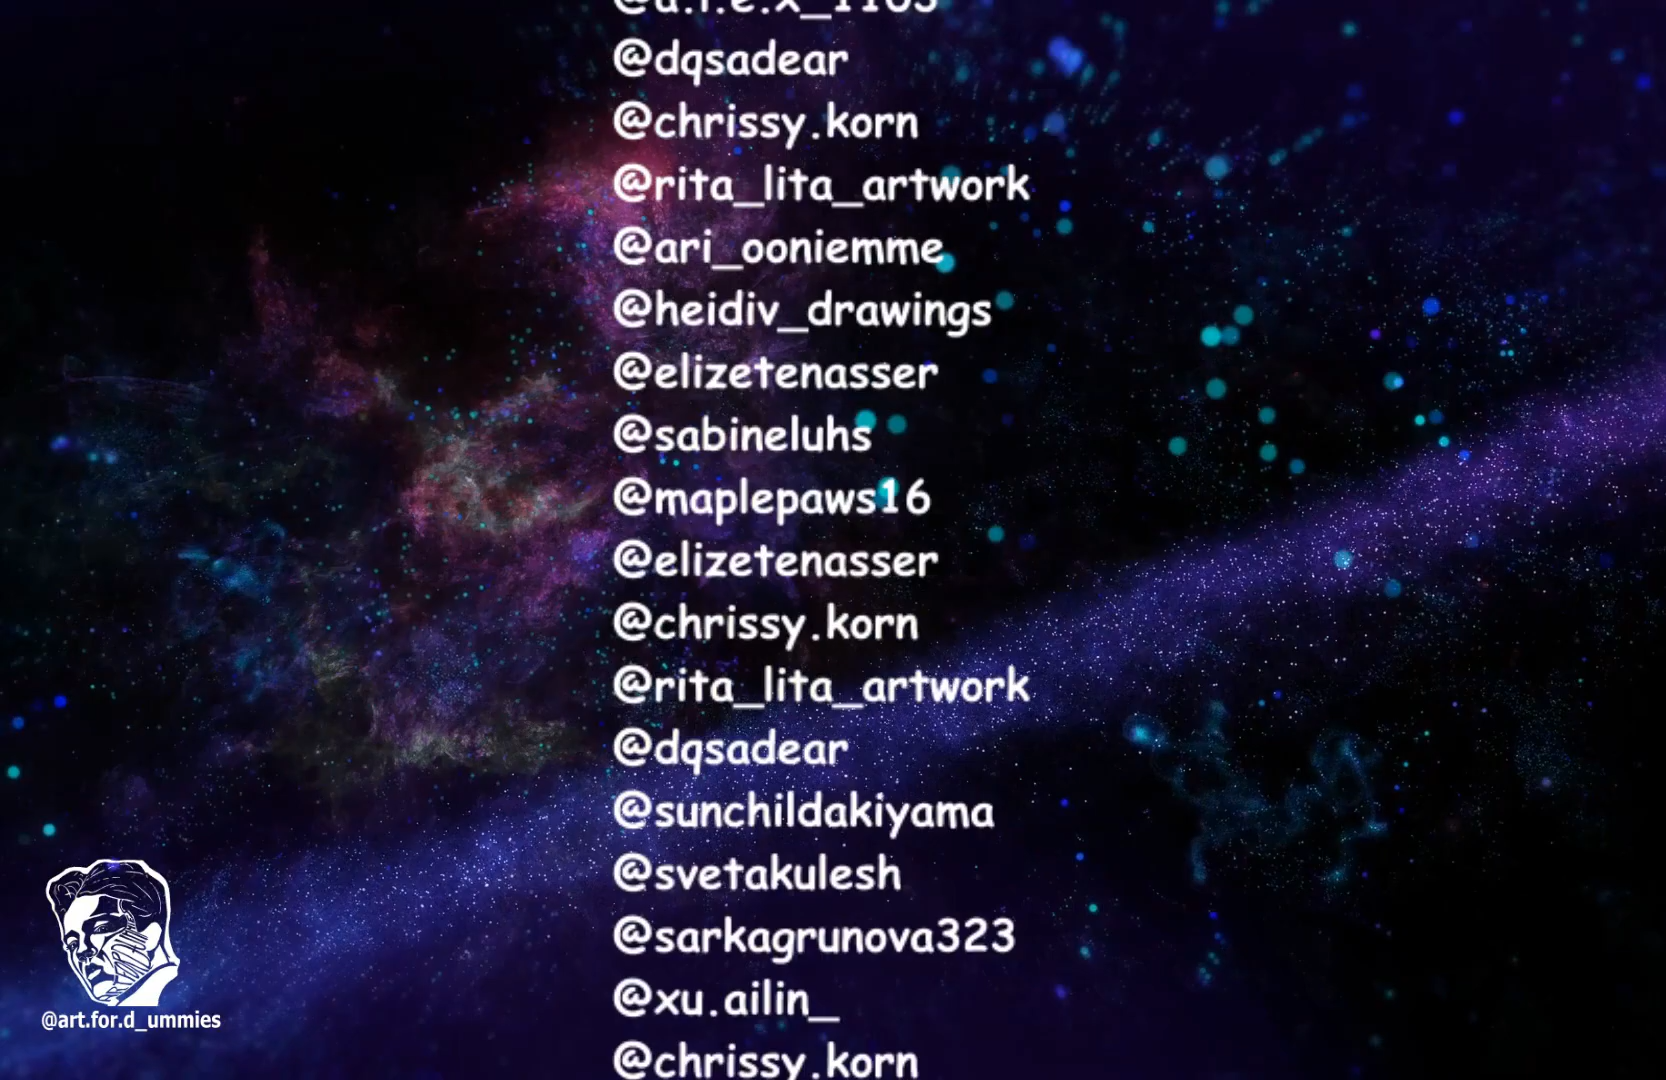 @dqsadear
@chrissy.korn
@rita_lita_artwork
@ari_ooniemme
@heidiv_drawings
@elizetenasser
@sabineluhs
@maplepaws16
@elizetenasser
@chrissy.korn
@rita_lita_artwork
@dqsadear
@sunchildakiyama
@svetakulesh
@sarkagrunova323
@xu.ailin_
@chrissy.korn
@art.for.d_ummies